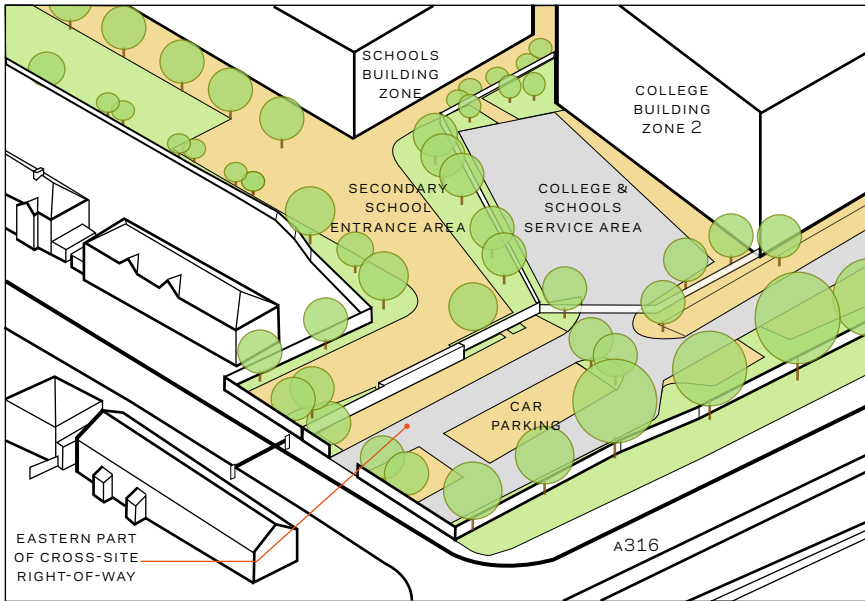 SCHOOLS
BUILDING
ZONE
COLLEGE
BUILDING
ZONE 2
SECONDARY
SCHOOL
ENTRANCE AREA
COLLEGE &
SCHOOLS
SERVICE AREA
CAR
PARKING
EASTERN PART
OF CROSS-SITE
RIGHT-OF-WAY
A316